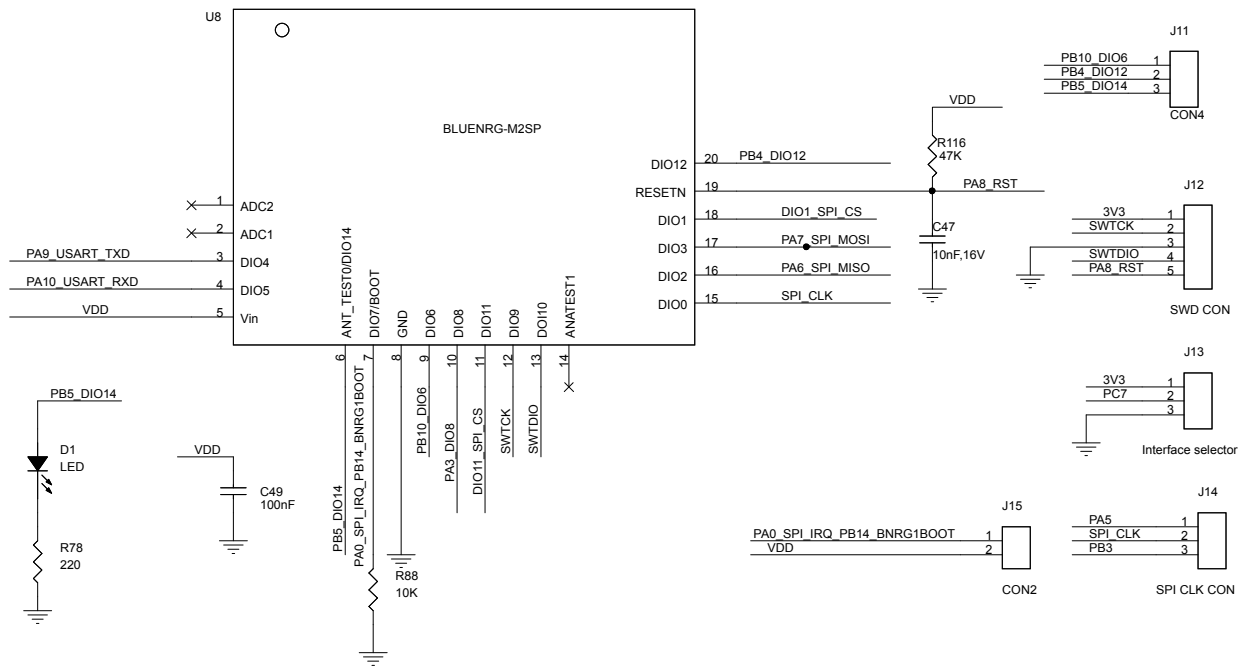 U8
BLUENRG-M2SP
1 ADC2
2 ADC1
PA9_USART_TXD 3 DIO4
PA10_USART_RXD 4 DIO5
VDD 5 Vin
DIO12 20 PB4_DIO12
RESETN 19 PA8_RST
DIO1 18 DIO1_SPI_CS
DIO3 17 PA7_SPI_MOSI
DIO2 16 PA6_SPI_MISO
DIO0 15 SPI_CLK
ANT_TEST0/DIO14 6 PB5_DIO14
DIO7/BOOT 7 PA0_SPI_IRQ_PB14_BNRG1BOOT
GND 8
DIO6 9 PB10_DIO6
DIO8 10 PA3_DIO8
DIO11 11 DIO11_SPI_CS
DIO9 12 SWTCK
DOI10 13 SWTDIO
ANATEST1 14
VDD
R116
47K
C47
10nF,16V
J11
PB10_DIO6 1
PB4_DIO12 2
PB5_DIO14 3
CON4
J12
3V3 1
SWTCK 2
3
SWTDIO 4
PA8_RST 5
SWD CON
J13
3V3 1
PC7 2
3
Interface selector
PB5_DIO14
D1
LED
R78
220
VDD
C49
100nF
R88
10K
J15
PA0_SPI_IRQ_PB14_BNRG1BOOT 1
VDD 2
CON2
J14
PA5 1
SPI_CLK 2
PB3 3
SPI CLK CON